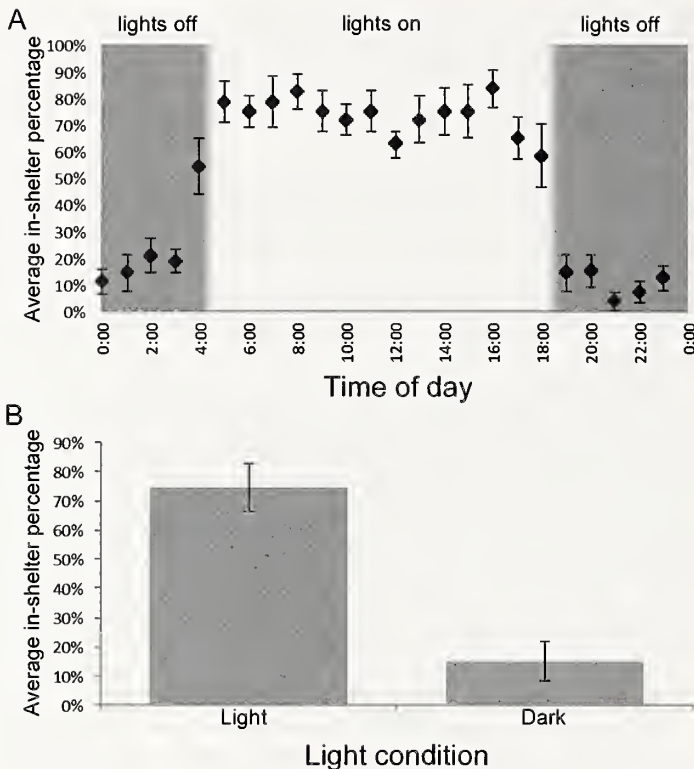 A
lights off lights on lights off
Average in-shelter percentage
100%
90%
80%
70%
60%
50%
40%
30%
20%
10%
0%
0:00 2:00 4:00 6:00 8:00 10:00 12:00 14:00 16:00 18:00 20:00 22:00 0:00
Time of day
B
Average in-shelter percentage
90%
80%
70%
60%
50%
40%
30%
20%
10%
0%
Light Dark
Light condition